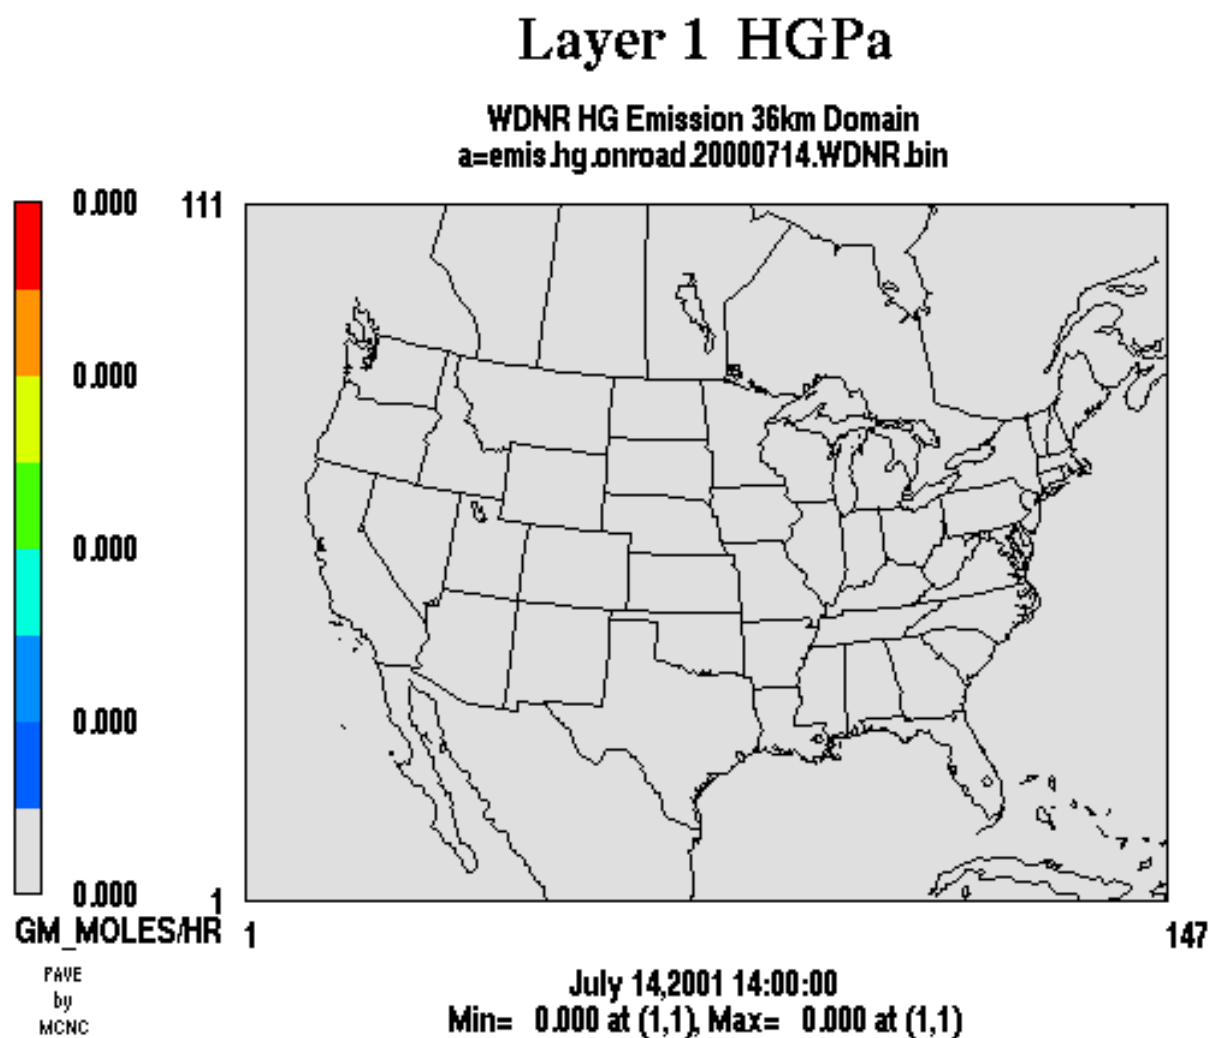 Layer 1 HGPa
WDNR HG Emission 36km Domain
a=emis.hg.onroad.20000714.WDNR.bin
0.000
0.000
0.000
0.000
0.000
GM_MOLES/HR
PAVE
by
MCNC
111
1
1
147
July 14,2001 14:00:00
Min= 0.000 at (1,1), Max= 0.000 at (1,1)